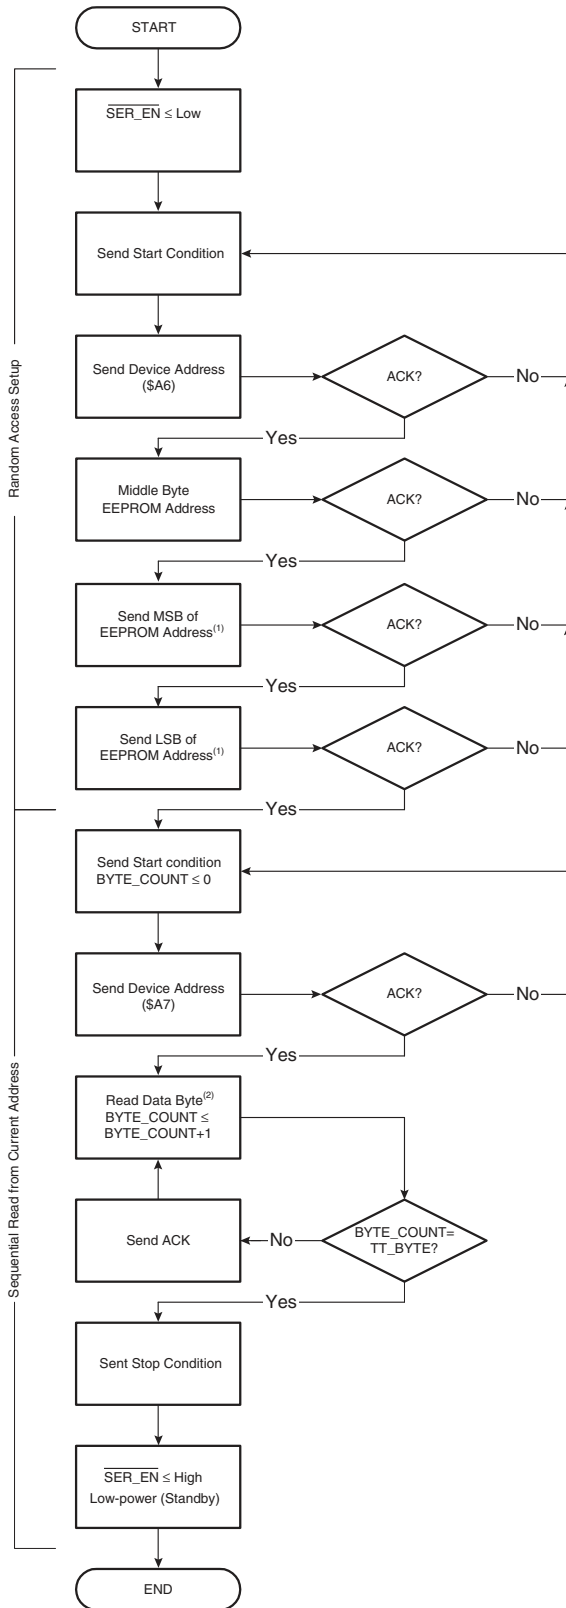 START
SER_EN ≤ Low
Send Start Condition
Send Device Address
($A6)
ACK?
No
Yes
Middle Byte
EEPROM Address
ACK?
No
Yes
Send MSB of
EEPROM Address(1)
ACK?
No
Yes
Send LSB of
EEPROM Address(1)
ACK?
No
Yes
Random Access Setup
Send Start condition
BYTE_COUNT ≤ 0
Send Device Address
($A7)
ACK?
No
Yes
Read Data Byte(2)
BYTE_COUNT ≤
BYTE_COUNT+1
BYTE_COUNT=
TT_BYTE?
No
Send ACK
Yes
Sent Stop Condition
SER_EN ≤ High
Low-power (Standby)
Sequential Read from Current Address
END